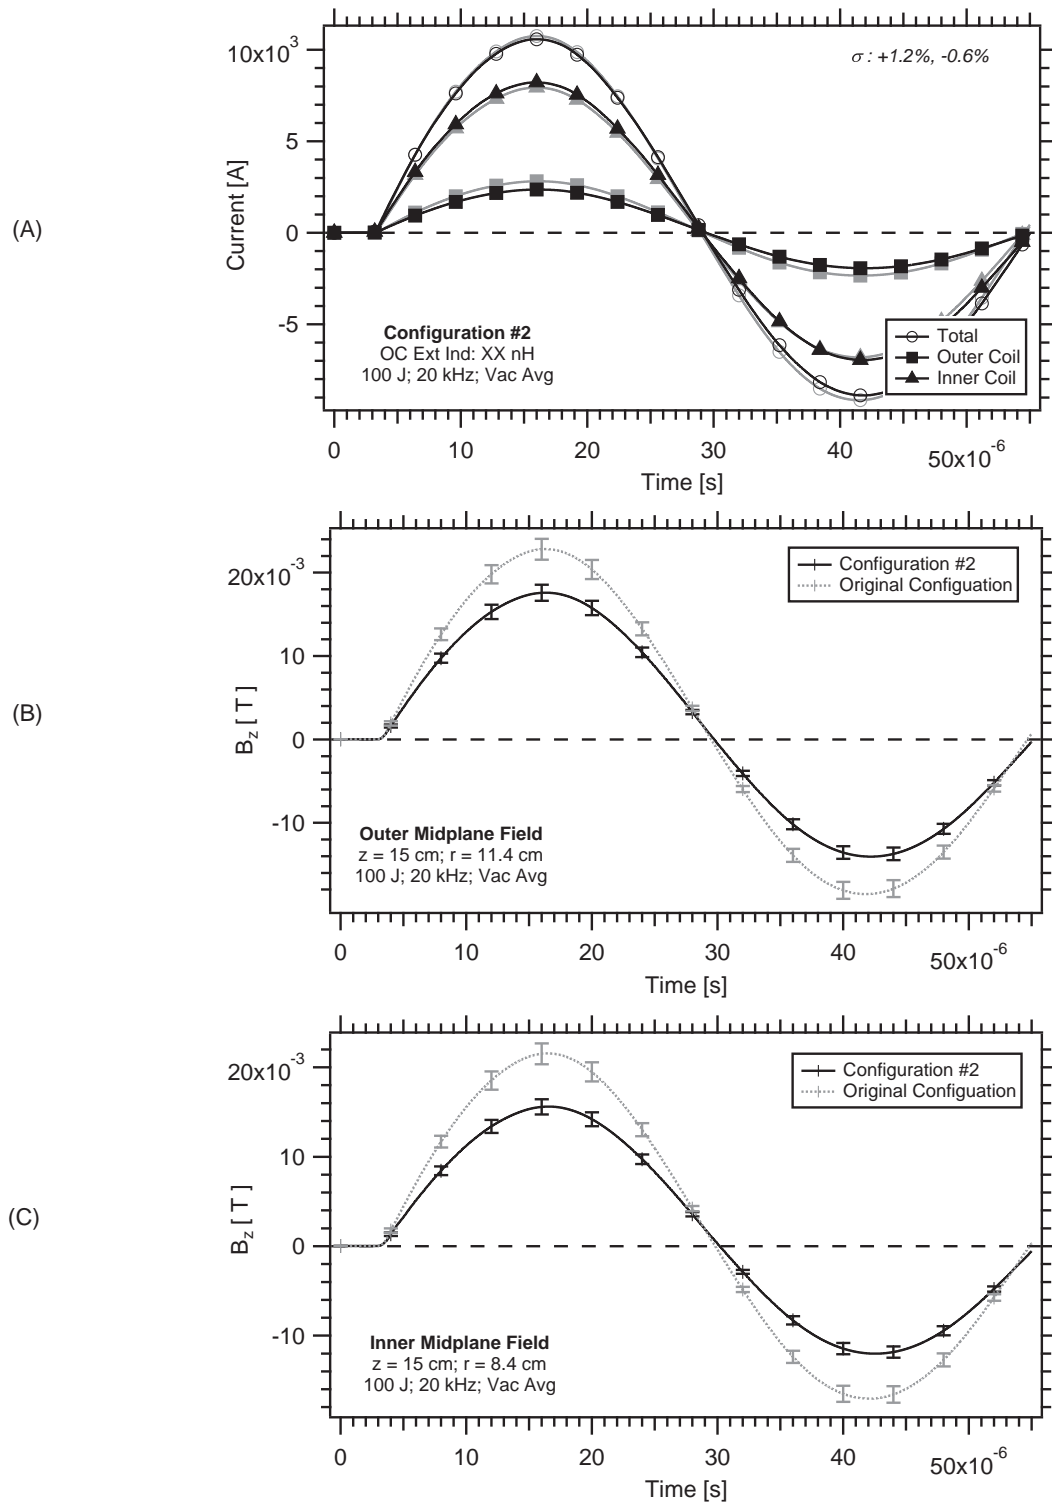 (A)
10x10³
5
0
-5
Current [A]
σ : +1.2%, -0.6%
Configuration #2
OC Ext Ind: XX nH
100 J; 20 kHz; Vac Avg
Total
Outer Coil
Inner Coil
0
10
20
30
40
50x10⁻⁶
Time [s]
(B)
20x10⁻³
10
0
-10
B_z [ T ]
Configuration #2
Original Configuation
Outer Midplane Field
z = 15 cm; r = 11.4 cm
100 J; 20 kHz; Vac Avg
0
10
20
30
40
50x10⁻⁶
Time [s]
(C)
20x10⁻³
10
0
-10
B_z [ T ]
Configuration #2
Original Configuation
Inner Midplane Field
z = 15 cm; r = 8.4 cm
100 J; 20 kHz; Vac Avg
0
10
20
30
40
50x10⁻⁶
Time [s]